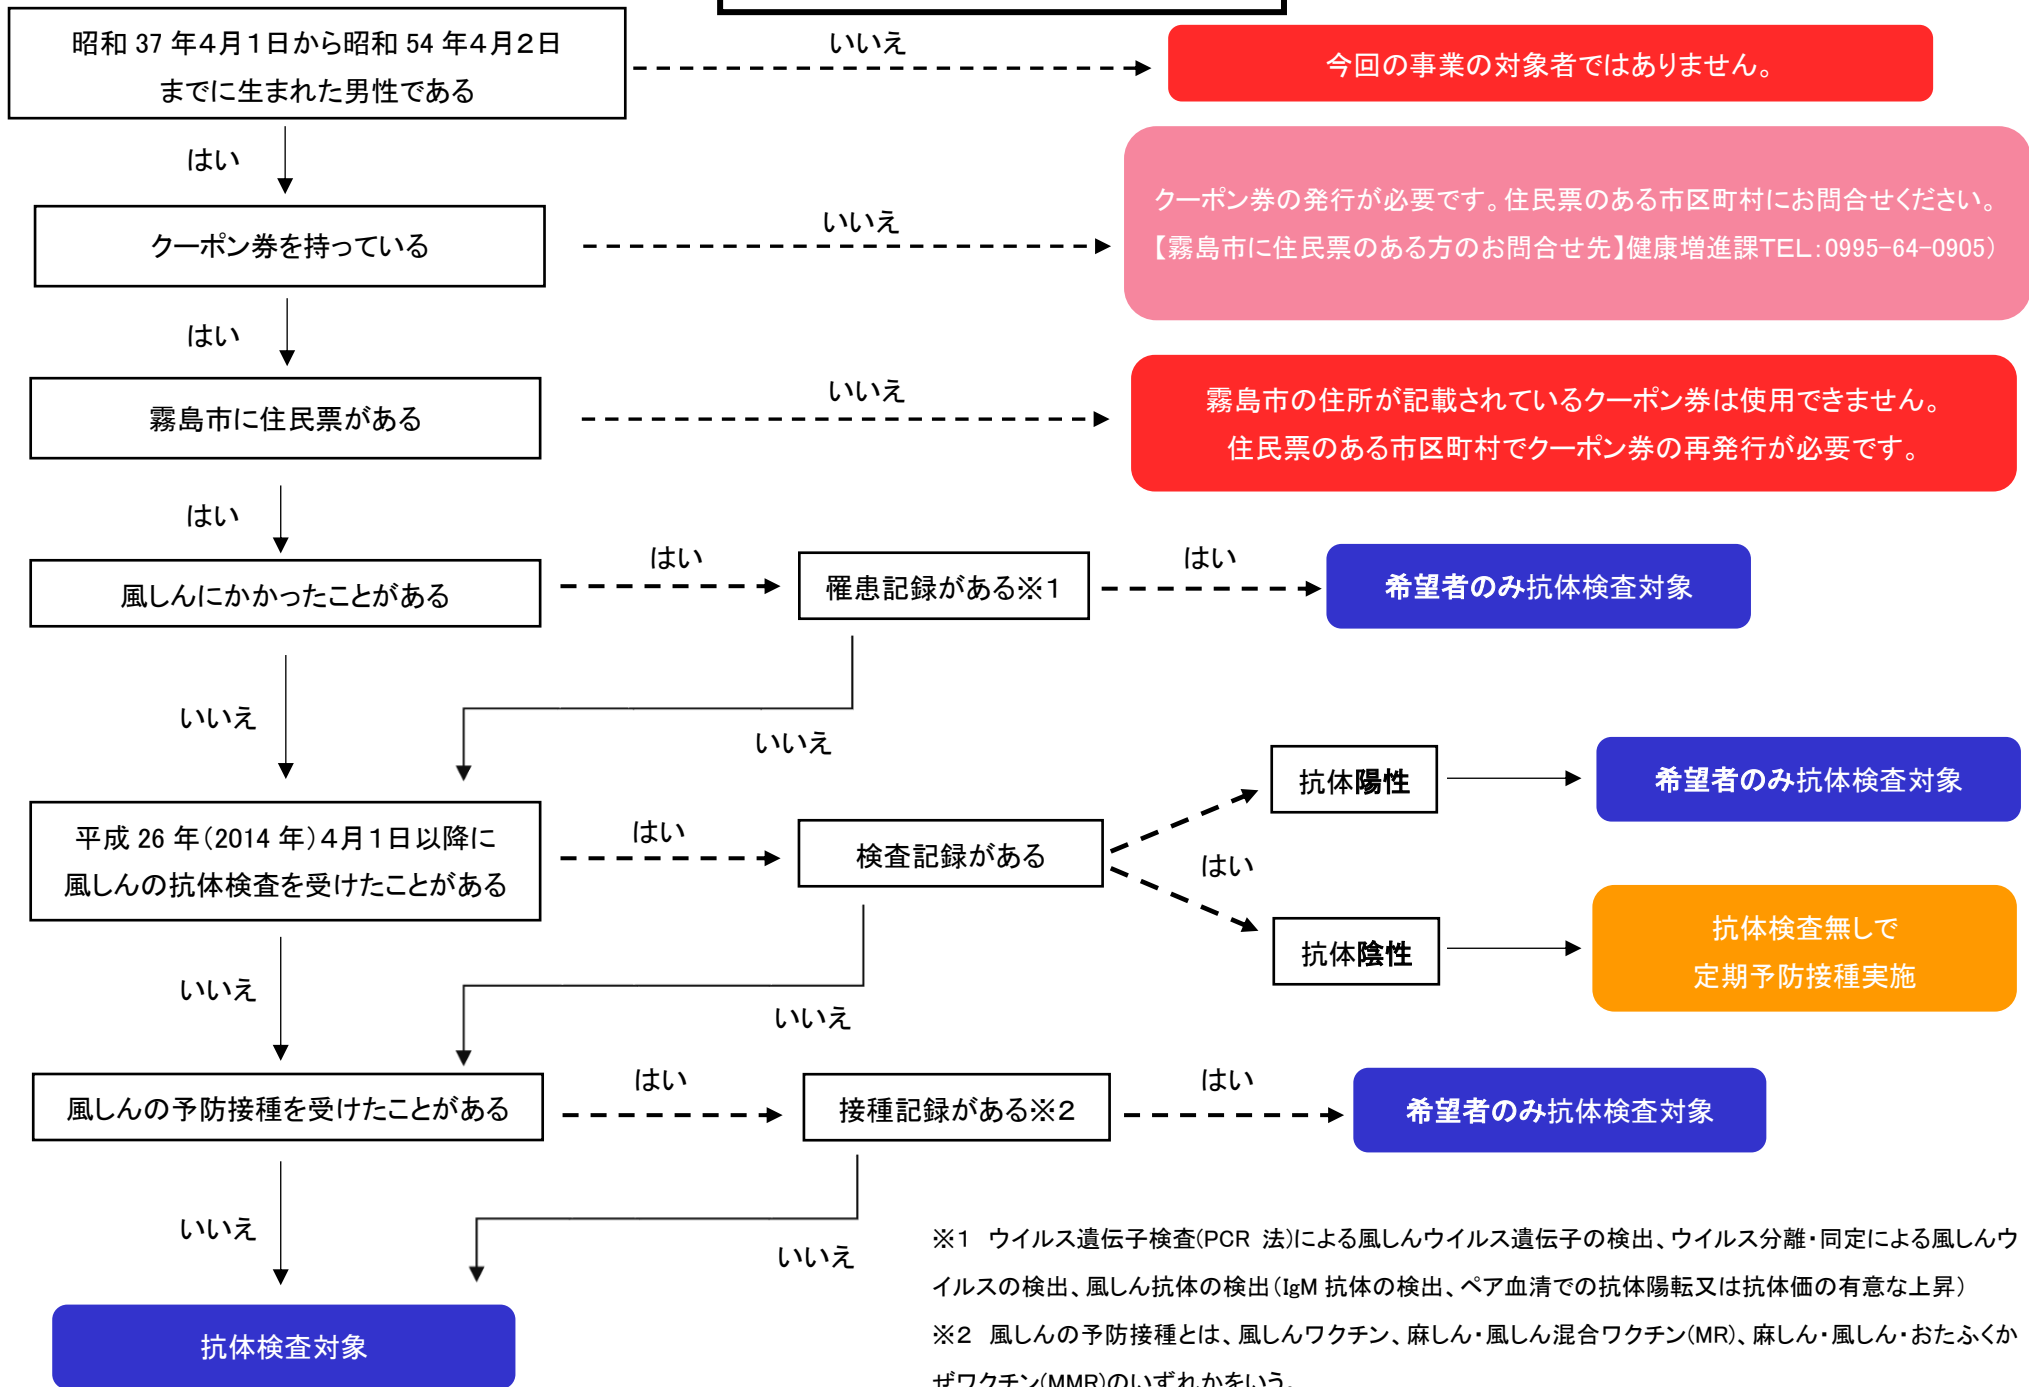 昭和 37 年４月１日から昭和 54 年４月２日
までに生まれた男性である
いいえ
今回の事業の対象者ではありません。
はい
クーポン券を持っている
いいえ
クーポン券の発行が必要です。住民票のある市区町村にお問合せください。
【霧島市に住民票のある方のお問合せ先】健康増進課TEL：0995-64-0905）
はい
霧島市に住民票がある
いいえ
霧島市の住所が記載されているクーポン券は使用できません。
住民票のある市区町村でクーポン券の再発行が必要です。
はい
風しんにかかったことがある
はい
罹患記録がある※１
はい
希望者のみ抗体検査対象
いいえ
いいえ
平成 26 年（2014 年）４月１日以降に
風しんの抗体検査を受けたことがある
はい
検査記録がある
はい
抗体陽性
希望者のみ抗体検査対象
抗体陰性
抗体検査無しで
定期予防接種実施
いいえ
いいえ
風しんの予防接種を受けたことがある
はい
接種記録がある※２
はい
希望者のみ抗体検査対象
いいえ
いいえ
抗体検査対象
※１　ウイルス遺伝子検査(PCR 法)による風しんウイルス遺伝子の検出、ウイルス分離・同定による風しんウ
イルスの検出、風しん抗体の検出（IgM 抗体の検出、ペア血清での抗体陽転又は抗体価の有意な上昇）
※２　風しんの予防接種とは、風しんワクチン、麻しん・風しん混合ワクチン(MR)、麻しん・風しん・おたふくか
ぜワクチン(MMR)のいずれかをいう。